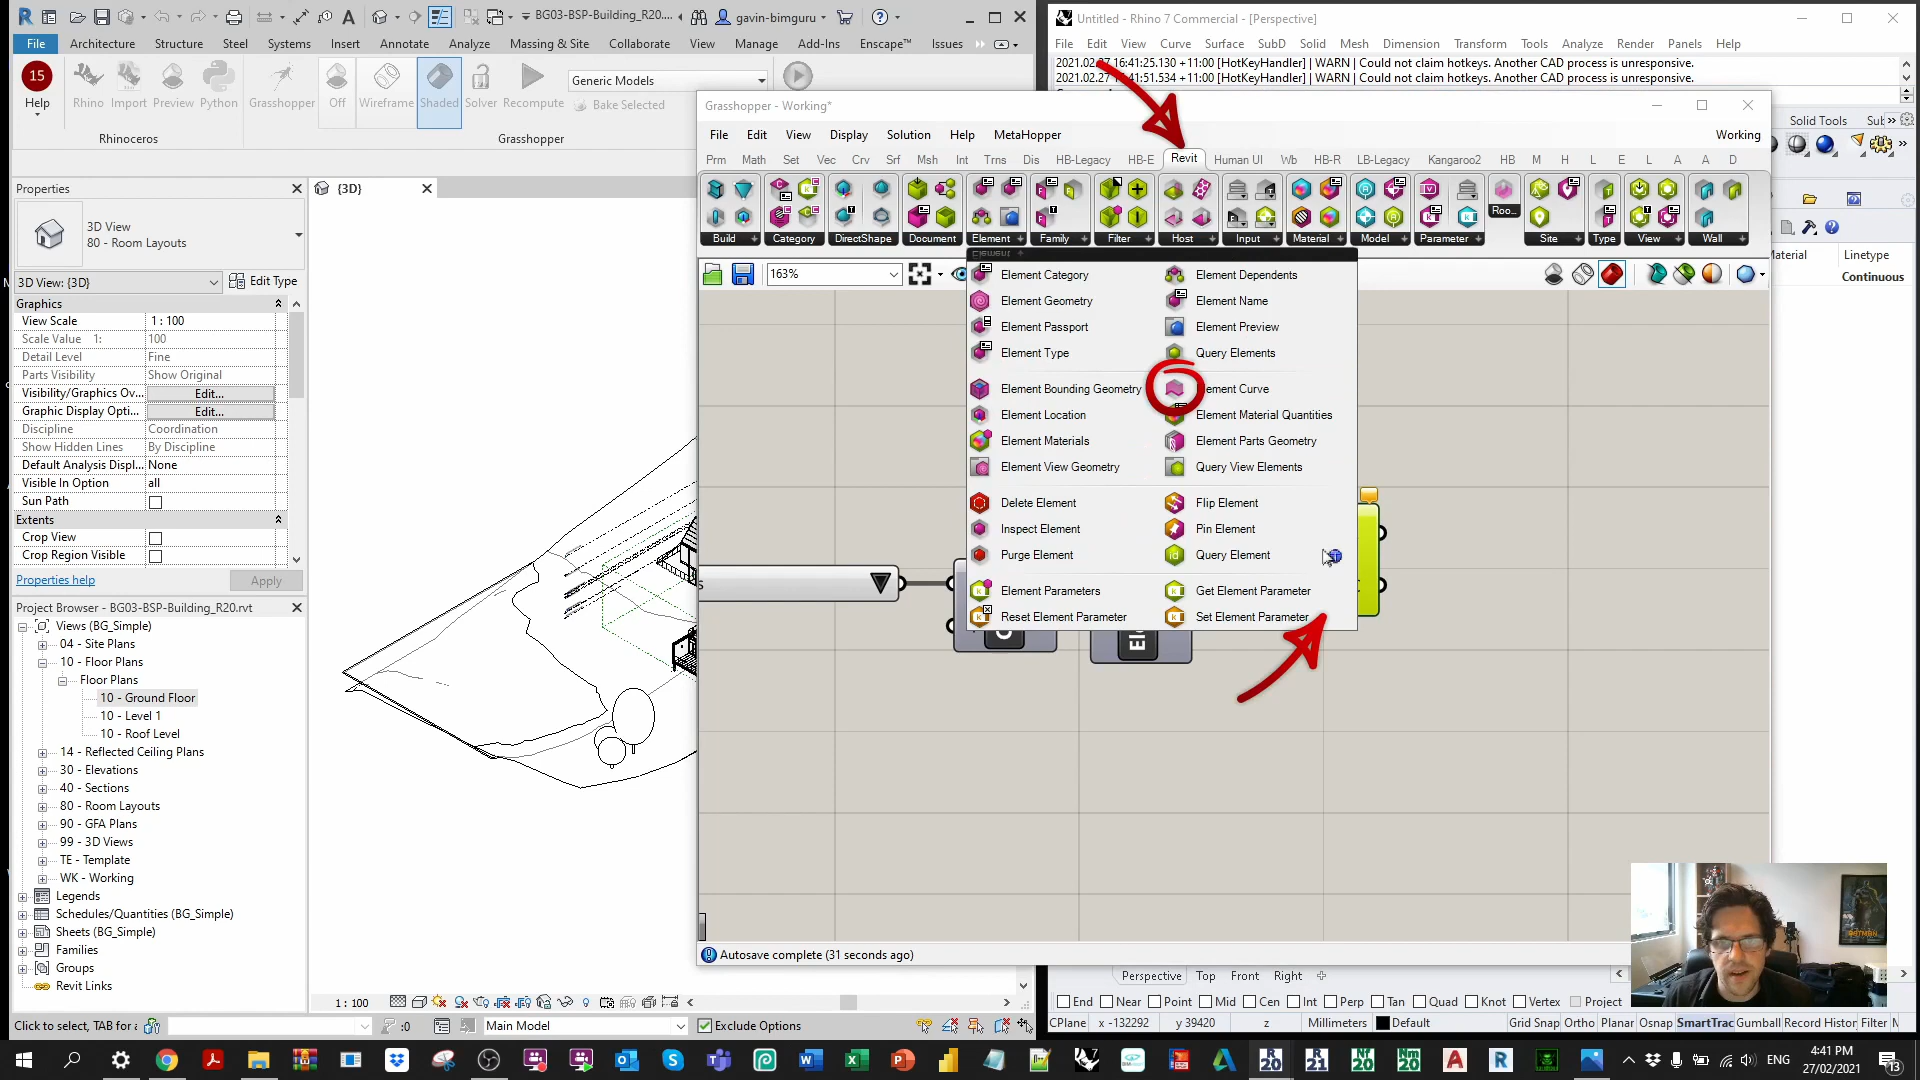 BG03-BSP-Building_R20....
gavin-bimguru
File
Architecture
Structure
Steel
Systems
Insert
Annotate
Analyze
Massing & Site
Collaborate
View
Manage
Add-Ins
Enscape™
Issues
15
Help
Rhino
Import
Preview
Python
Grasshopper
Off
Wireframe
Shaded
Solver
Recompute
Generic Models
Bake Selected
Rhinoceros
Grasshopper
Properties
3D View
80 - Room Layouts
3D View: {3D}
Edit Type
Graphics
View Scale 1 : 100
Scale Value 1: 100
Detail Level Fine
Parts Visibility Show Original
Visibility/Graphics Ov... Edit...
Graphic Display Opti... Edit...
Discipline Coordination
Show Hidden Lines By Discipline
Default Analysis Displ... None
Visible In Option all
Sun Path
Extents
Crop View
Crop Region Visible
Properties help
Apply
Project Browser - BG03-BSP-Building_R20.rvt
Views (BG_Simple)
04 - Site Plans
10 - Floor Plans
Floor Plans
10 - Ground Floor
10 - Level 1
10 - Roof Level
14 - Reflected Ceiling Plans
30 - Elevations
40 - Sections
80 - Room Layouts
90 - GFA Plans
99 - 3D Views
TE - Template
WK - Working
Legends
Schedules/Quantities (BG_Simple)
Sheets (BG_Simple)
Families
Groups
Revit Links
{3D}
1 : 100
Click to select, TAB for a
:0
Main Model
Exclude Options
Untitled - Rhino 7 Commercial - [Perspective]
File Edit View Curve Surface SubD Solid Mesh Dimension Transform Tools Analyze Render Panels Help
2021.02.27 16:41:25.130 +11:00 [HotKeyHandler] | WARN | Could not claim hotkeys. Another CAD process is unresponsive.
2021.02.27 16:41:51.534 +11:00 [HotKeyHandler] | WARN | Could not claim hotkeys. Another CAD process is unresponsive.
Solid Tools
Sub
Material
Linetype
Continuous
Grasshopper - Working*
File Edit View Display Solution Help MetaHopper
Working
Prm Math Set Vec Crv Srf Msh Int Trns Dis HB-Legacy HB-E Revit Human UI Wb HB-R LB-Legacy Kangaroo2 HB M H L E L A A D
Roo...
Build
Category
DirectShape
Document
Element
Family
Filter
Host
Input
Material
Model
Parameter
Site
Type
View
Wall
163%
Element
Element Category
Element Dependents
Element Geometry
Element Name
Element Passport
Element Preview
Element Type
Query Elements
Element Bounding Geometry
Element Curve
Element Location
Element Material Quantities
Element Materials
Element Parts Geometry
Element View Geometry
Query View Elements
Delete Element
Flip Element
Inspect Element
Pin Element
Purge Element
Query Element
Element Parameters
Get Element Parameter
Reset Element Parameter
Set Element Parameter
s
Autosave complete (31 seconds ago)
Perspective Top Front Right
End Near Point Mid Cen Int Perp Tan Quad Knot Vertex Project
CPlane x -132292 y 39420 z Millimeters Default Grid Snap Ortho Planar Osnap SmartTrac Gumball Record Histor Filter
ENG
4:41 PM
27/02/2021
13